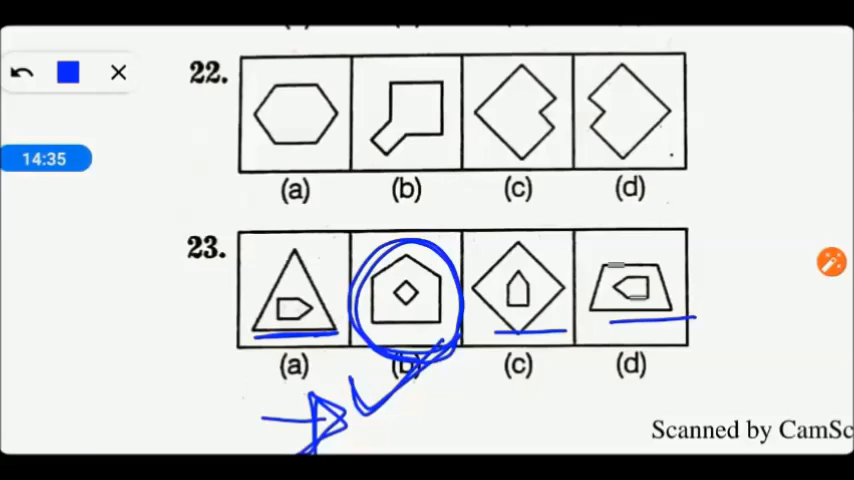 22.
14:35
(a) (b) (c) (d)
23.
(a) (b) (c) (d)
Scanned by CamSc